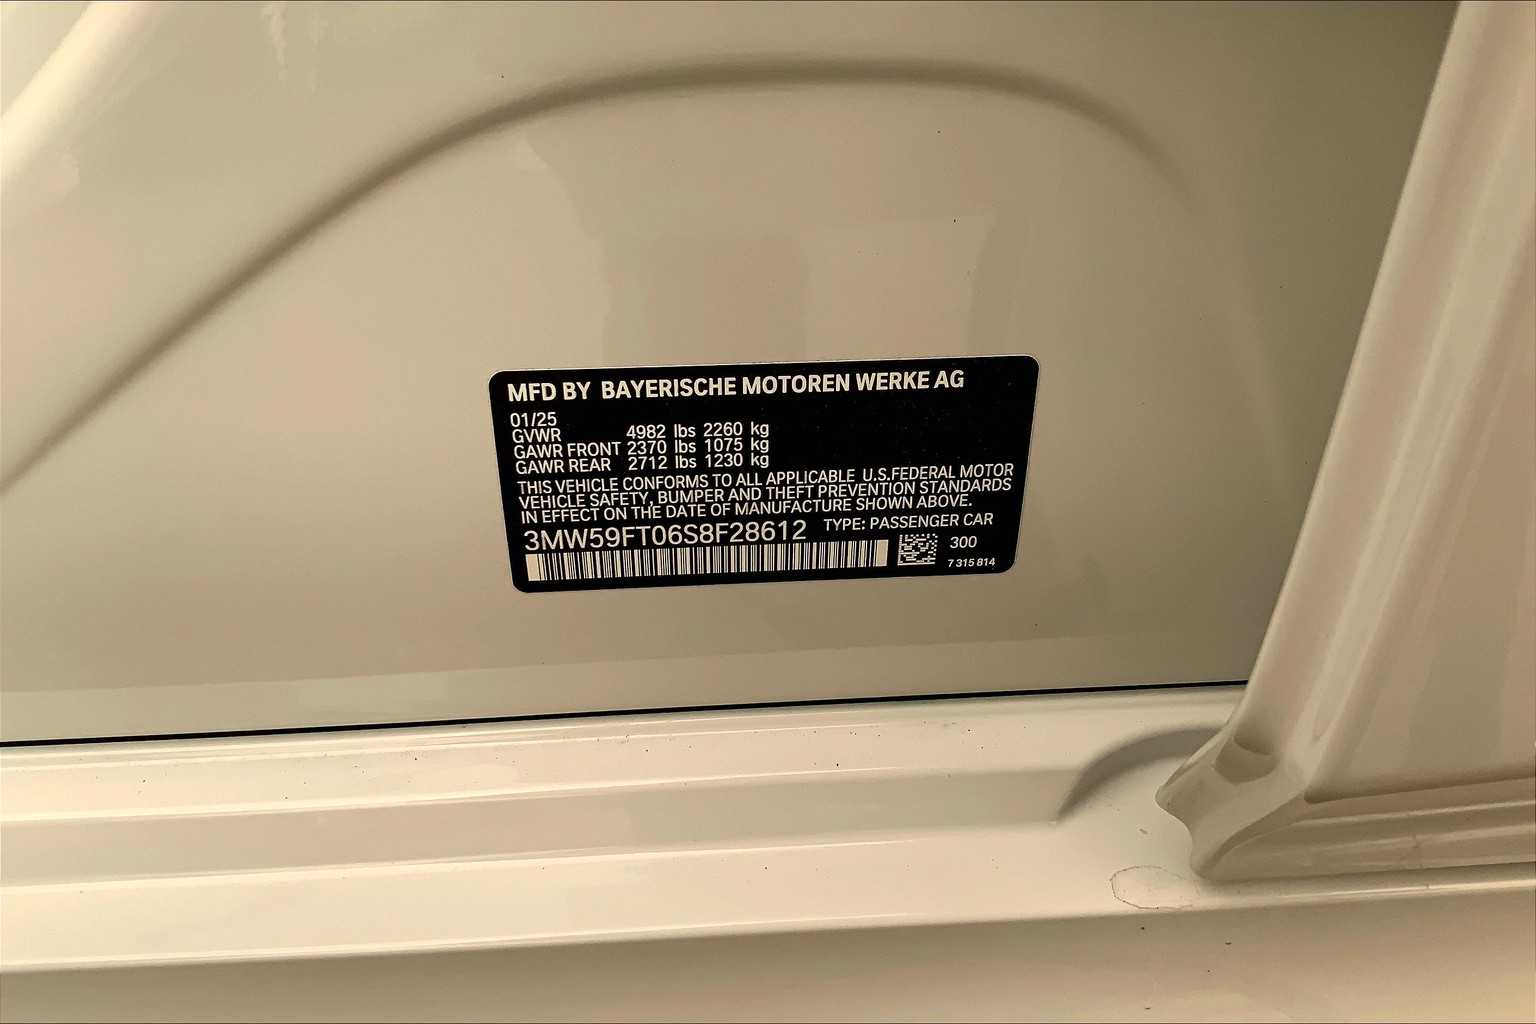 MFD BY BAYERISCHE MOTOREN WERKE AG
01/25
GVWR 4982 lbs 2260 kg
GAWR FRONT 2370 lbs 1075 kg
GAWR REAR 2712 lbs 1230 kg
THIS VEHICLE CONFORMS TO ALL APPLICABLE U.S.FEDERAL MOTOR
VEHICLE SAFETY, BUMPER AND THEFT PREVENTION STANDARDS
IN EFFECT ON THE DATE OF MANUFACTURE SHOWN ABOVE.
3MW59FT06S8F28612 TYPE: PASSENGER CAR
300
7 315 814